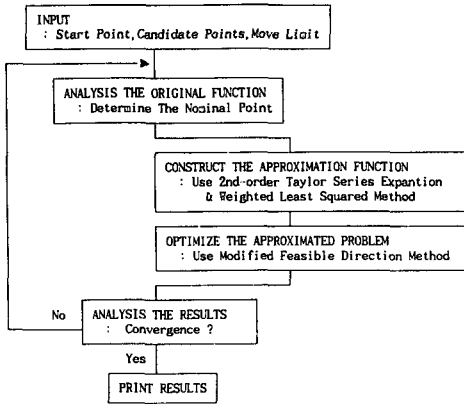 INPUT
: Start Point, Candidate Points, Move Limit
ANALYSIS THE ORIGINAL FUNCTION
: Determine The Nominal Point
CONSTRUCT THE APPROXIMATION FUNCTION
: Use 2nd-order Taylor Series Expantion
& Weighted Least Squared Method
OPTIMIZE THE APPROXIMATED PROBLEM
: Use Modified Feasible Direction Method
No
ANALYSIS THE RESULTS
: Convergence ?
Yes
PRINT RESULTS